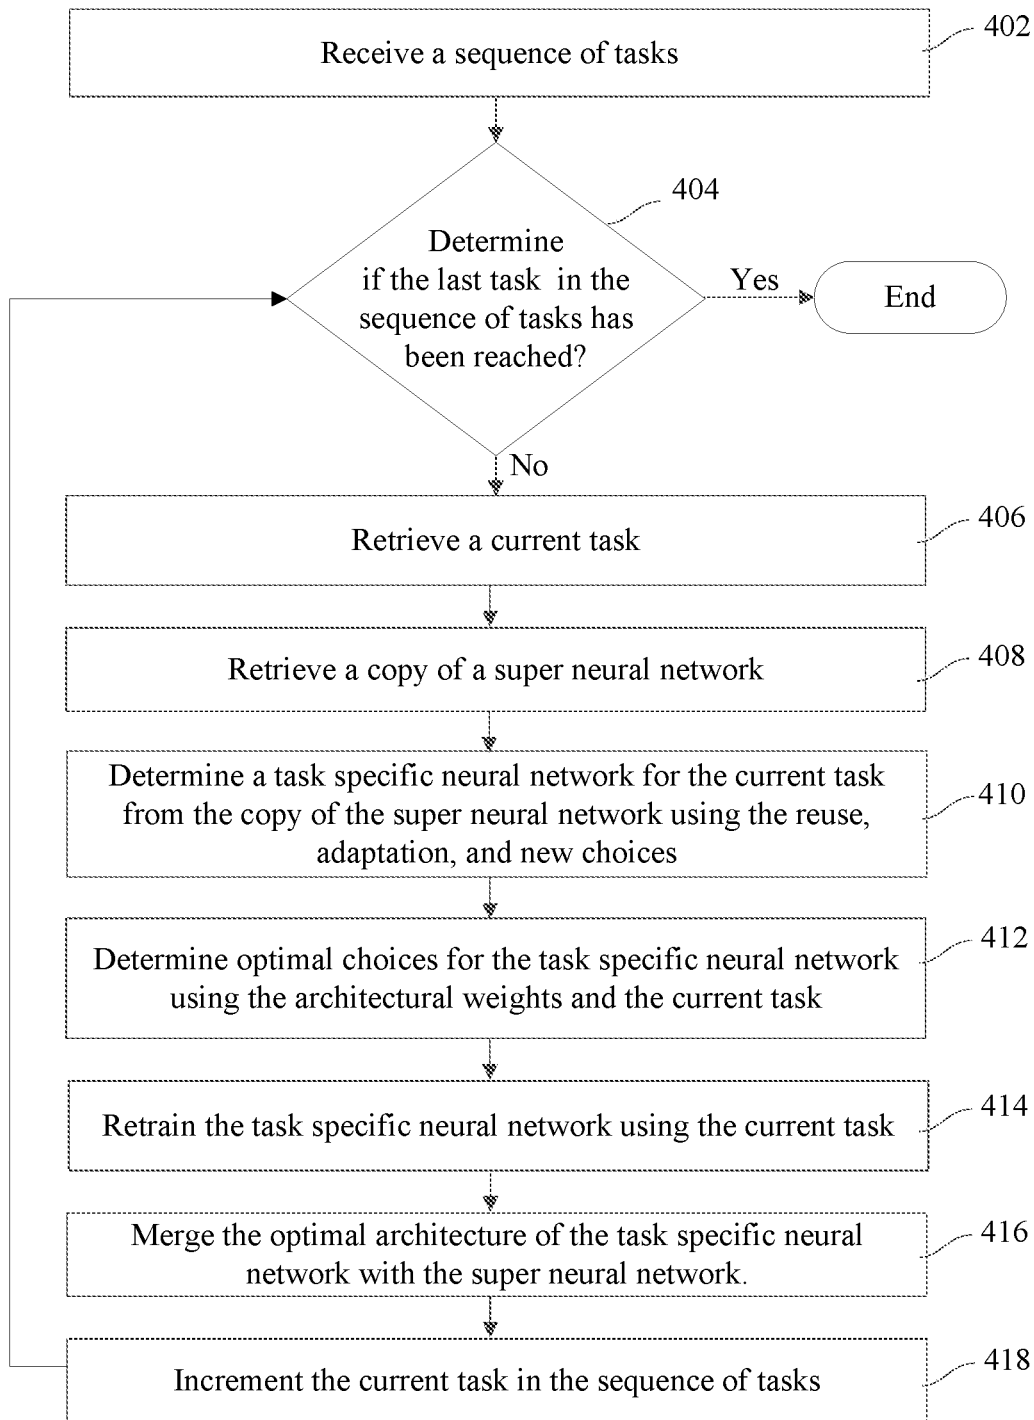 Receive a sequence of tasks
402
Determine
if the last task in the
sequence of tasks has
been reached?
404
Yes
End
No
Retrieve a current task
406
Retrieve a copy of a super neural network
408
Determine a task specific neural network for the current task
from the copy of the super neural network using the reuse,
adaptation, and new choices
410
Determine optimal choices for the task specific neural network
using the architectural weights and the current task
412
Retrain the task specific neural network using the current task
414
Merge the optimal architecture of the task specific neural
network with the super neural network.
416
Increment the current task in the sequence of tasks
418